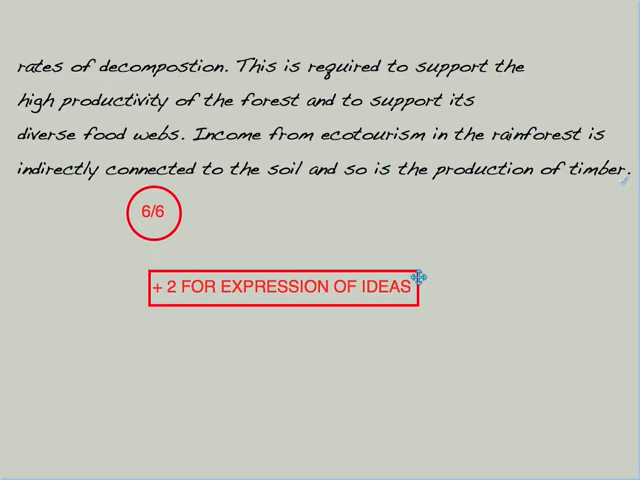 rates of decompostion. This is required to support the
high productivity of the forest and to support its
diverse food webs. Income from ecotourism in the rainforest is
indirectly connected to the soil and so is the production of timber.
6/6
+ 2 FOR EXPRESSION OF IDEAS